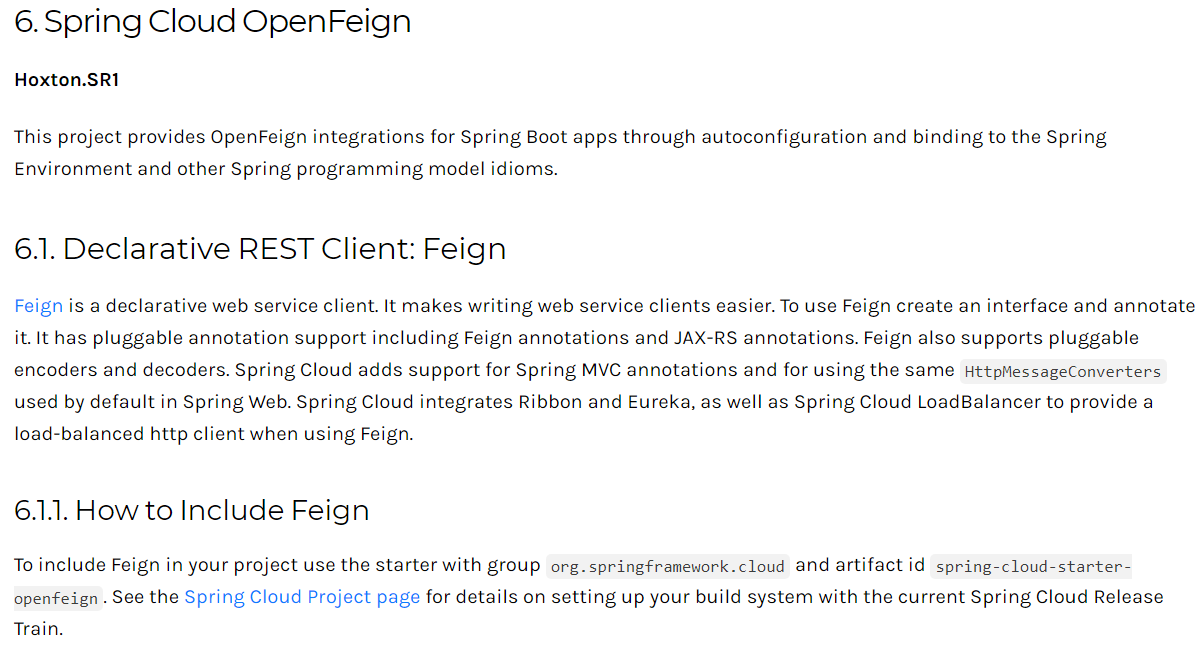 6. Spring Cloud OpenFeign
Hoxton.SR1
This project provides OpenFeign integrations for Spring Boot apps through autoconfiguration and binding to the Spring
Environment and other Spring programming model idioms.
6.1. Declarative REST Client: Feign
Feign is a declarative web service client. It makes writing web service clients easier. To use Feign create an interface and annotate
it. It has pluggable annotation support including Feign annotations and JAX-RS annotations. Feign also supports pluggable
encoders and decoders. Spring Cloud adds support for Spring MVC annotations and for using the same HttpMessageConverters
used by default in Spring Web. Spring Cloud integrates Ribbon and Eureka, as well as Spring Cloud LoadBalancer to provide a
load-balanced http client when using Feign.
6.1.1. How to Include Feign
To include Feign in your project use the starter with group org.springframework.cloud and artifact id spring-cloud-starter-
openfeign. See the Spring Cloud Project page for details on setting up your build system with the current Spring Cloud Release
Train.